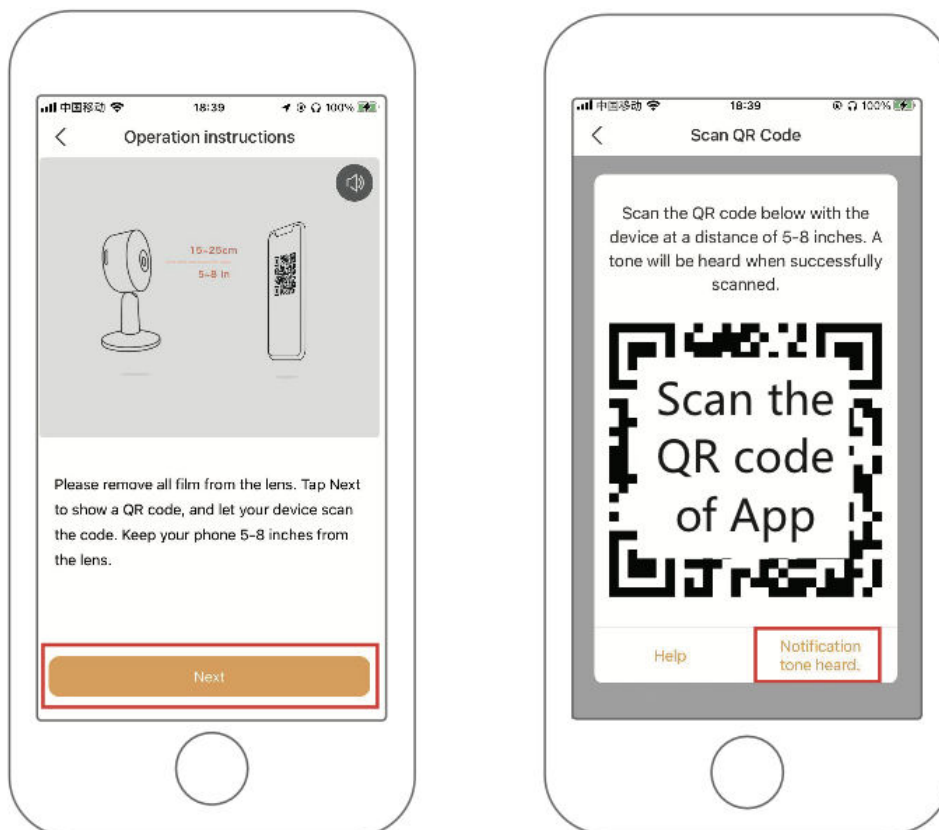 中国移动
18:39
100%
Operation instructions
15-25cm
5-8 in
Please remove all film from the lens. Tap Next
to show a QR code, and let your device scan
the code. Keep your phone 5-8 inches from
the lens.
Next
中国移动
18:39
100%
Scan QR Code
Scan the QR code below with the
device at a distance of 5-8 inches. A
tone will be heard when successfully
scanned.
Scan the
QR code
of App
Help
Notification
tone heard.